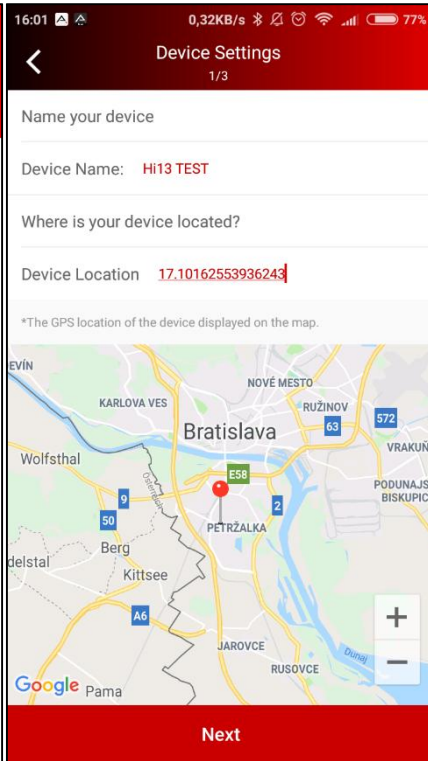 16:01 0,32KB/s 77%
Device Settings
1/3
Name your device
Device Name: Hi13 TEST
Where is your device located?
Device Location 17.10162553936243
*The GPS location of the device displayed on the map.
EVÍN
NOVÉ MESTO
KARLOVA VES
RUŽINOV
572
63
Bratislava
VRAKUŇ
Wolfsthal
E58
PODUNAJS
BISKUPIC
9
Österreich
2
50
PETRŽALKA
Berg
delstal
Kittsee
A6
+
JAROVCE
Dunaj
−
RUSOVCE
Google
Pama
Next